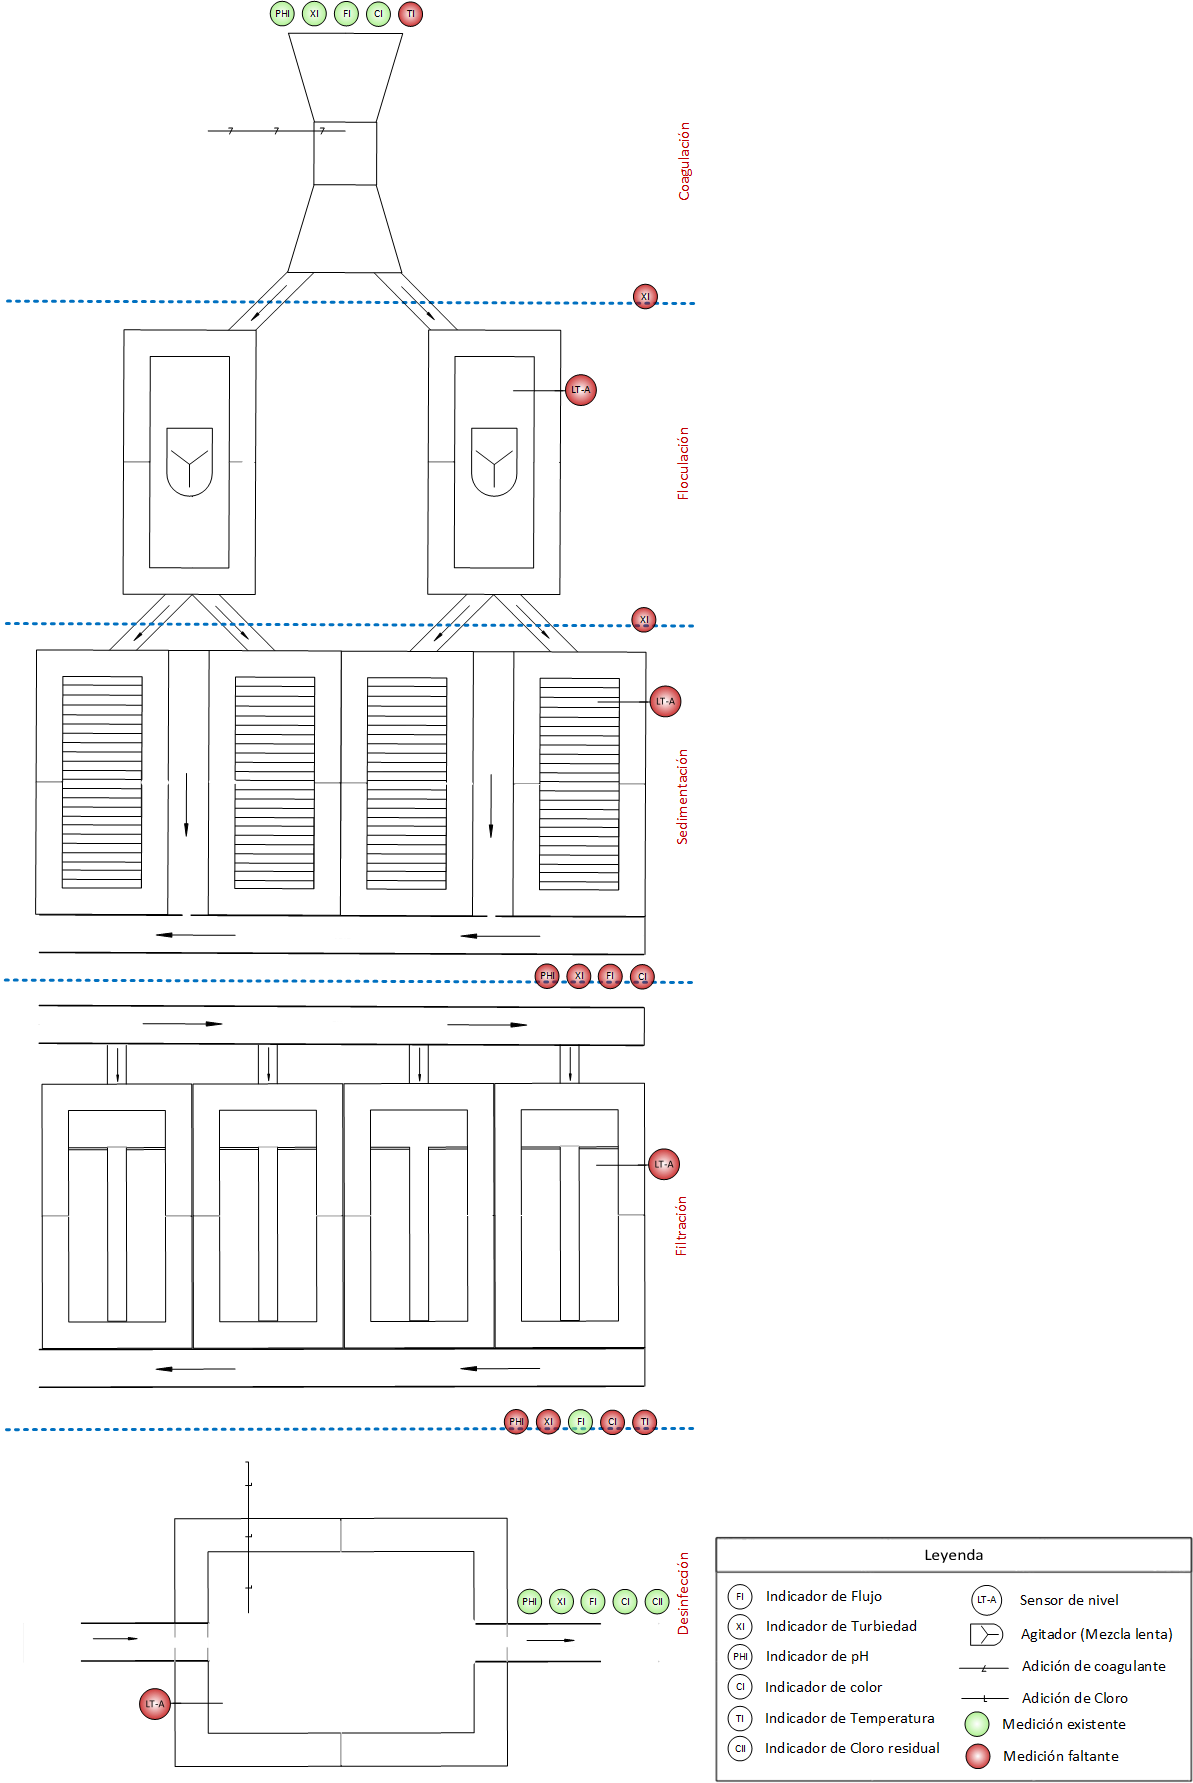 PHI XI FI CI TI
Coagulación
XI
LT-A
Floculación
XI
LT-A
Sedimentación
PHI XI FI CI
LT-A
Filtración
PHI XI FI CI TI
Desinfección
PHI XI FI CI CII
LT-A
Leyenda
FI Indicador de Flujo
XI Indicador de Turbiedad
PHI Indicador de pH
CI Indicador de color
TI Indicador de Temperatura
CII Indicador de Cloro residual
LT-A Sensor de nivel
Agitador (Mezcla lenta)
Adición de coagulante
Adición de Cloro
Medición existente
Medición faltante